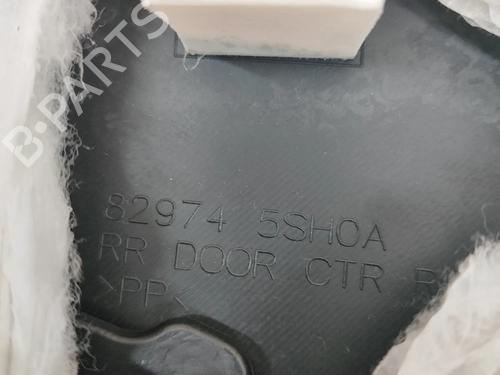 B-PARTS
82974 5SH0A
RR DOOR CTR
>PP<